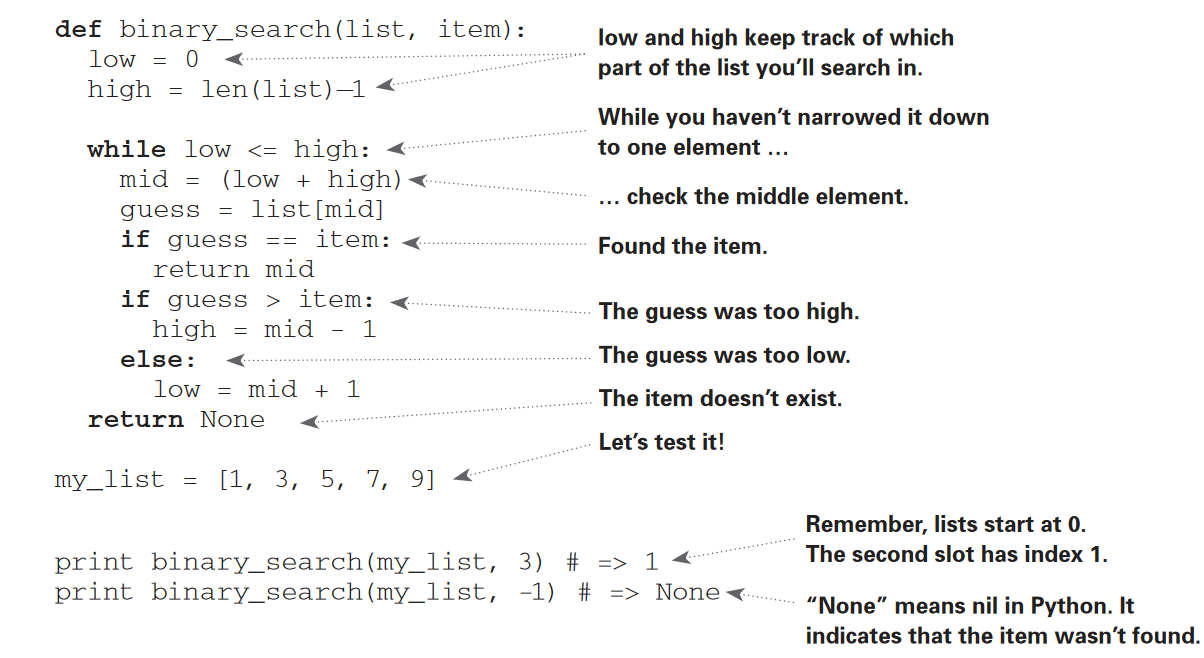 def binary_search(list, item):
low = 0
high = len(list)—1
low and high keep track of which
part of the list you’ll search in.
while low <= high:
While you haven’t narrowed it down
to one element …
mid = (low + high)
… check the middle element.
guess = list[mid]
if guess == item:
Found the item.
return mid
if guess > item:
The guess was too high.
high = mid - 1
else:
The guess was too low.
low = mid + 1
return None
The item doesn’t exist.
my_list = [1, 3, 5, 7, 9]
Let’s test it!
print binary_search(my_list, 3) # => 1
Remember, lists start at 0.
The second slot has index 1.
print binary_search(my_list, -1) # => None
“None” means nil in Python. It
indicates that the item wasn’t found.